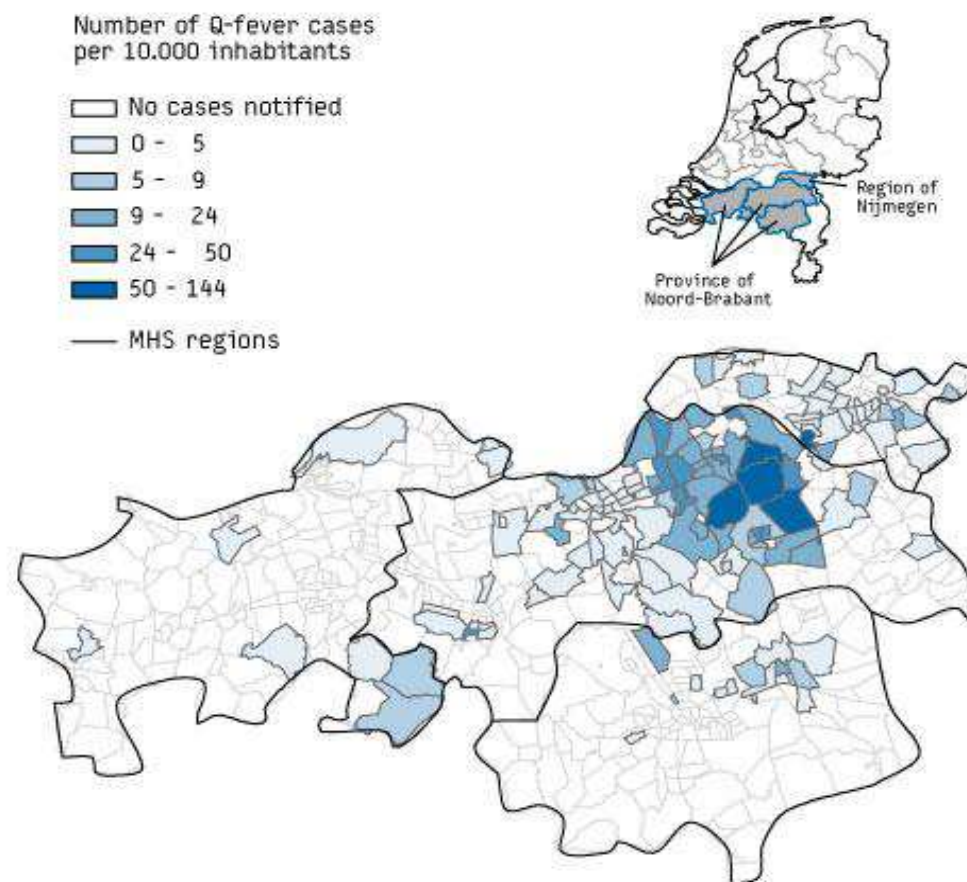 Number of Q-fever cases
per 10.000 inhabitants
No cases notified
0 - 5
5 - 9
9 - 24
24 - 50
50 - 144
MHS regions
Region of
Nijmegen
Province of
Noord-Brabant